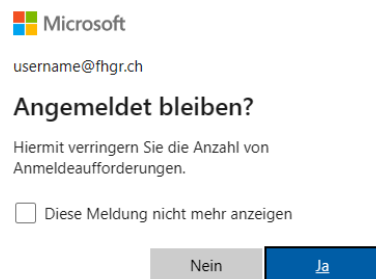 Microsoft
username@fhgr.ch
Angemeldet bleiben?
Hiermit verringern Sie die Anzahl von
Anmeldeaufforderungen.
Diese Meldung nicht mehr anzeigen
Nein
Ja